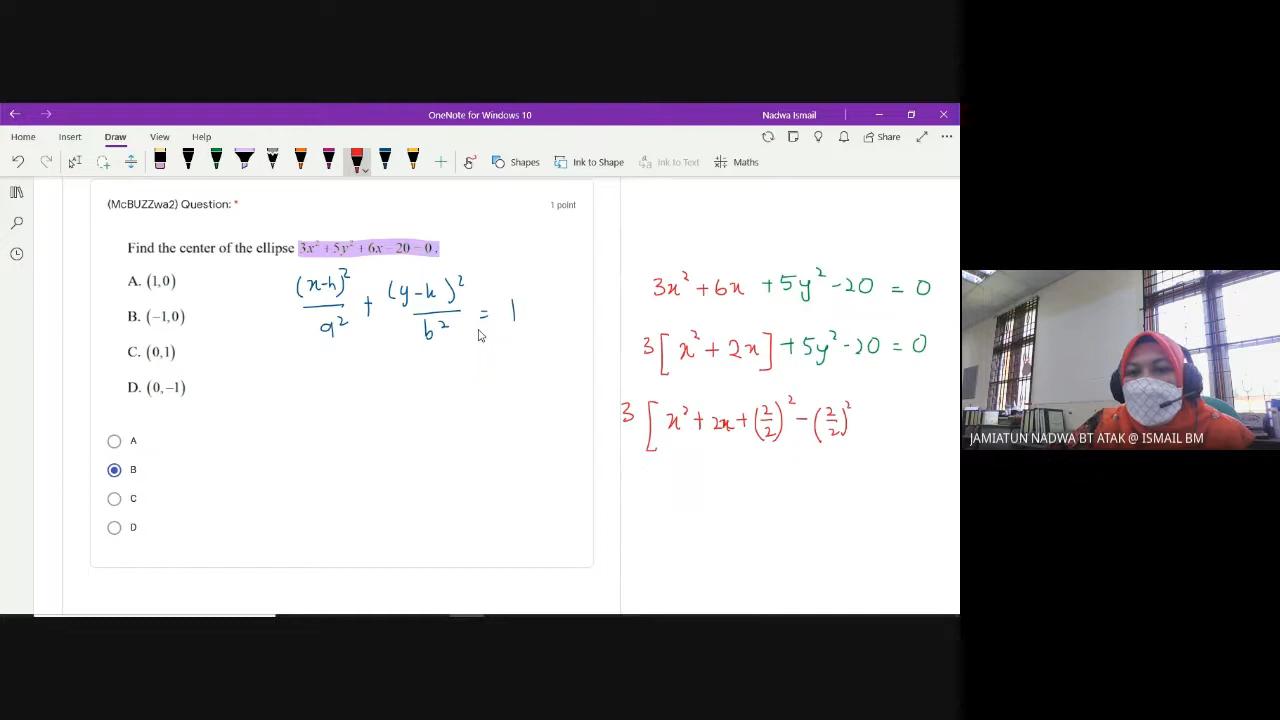 OneNote for Windows 10
Nadwa Ismail
Home Insert Draw View Help
Share
Shapes Ink to Shape Ink to Text Maths
(McBUZZwa2) Question: *
1 point
Find the center of the ellipse 3x² + 5y² + 6x − 20 = 0.
A. (1,0)
B. (−1,0)
C. (0,1)
D. (0,−1)
(x-h)²/a² + (y-k)²/b² = 1
A
B
C
D
3x² + 6x + 5y² - 20 = 0
3[x² + 2x] + 5y² - 20 = 0
3[x² + 2x + (2/2)² - (2/2)²
JAMIATUN NADWA BT ATAK @ ISMAIL BM